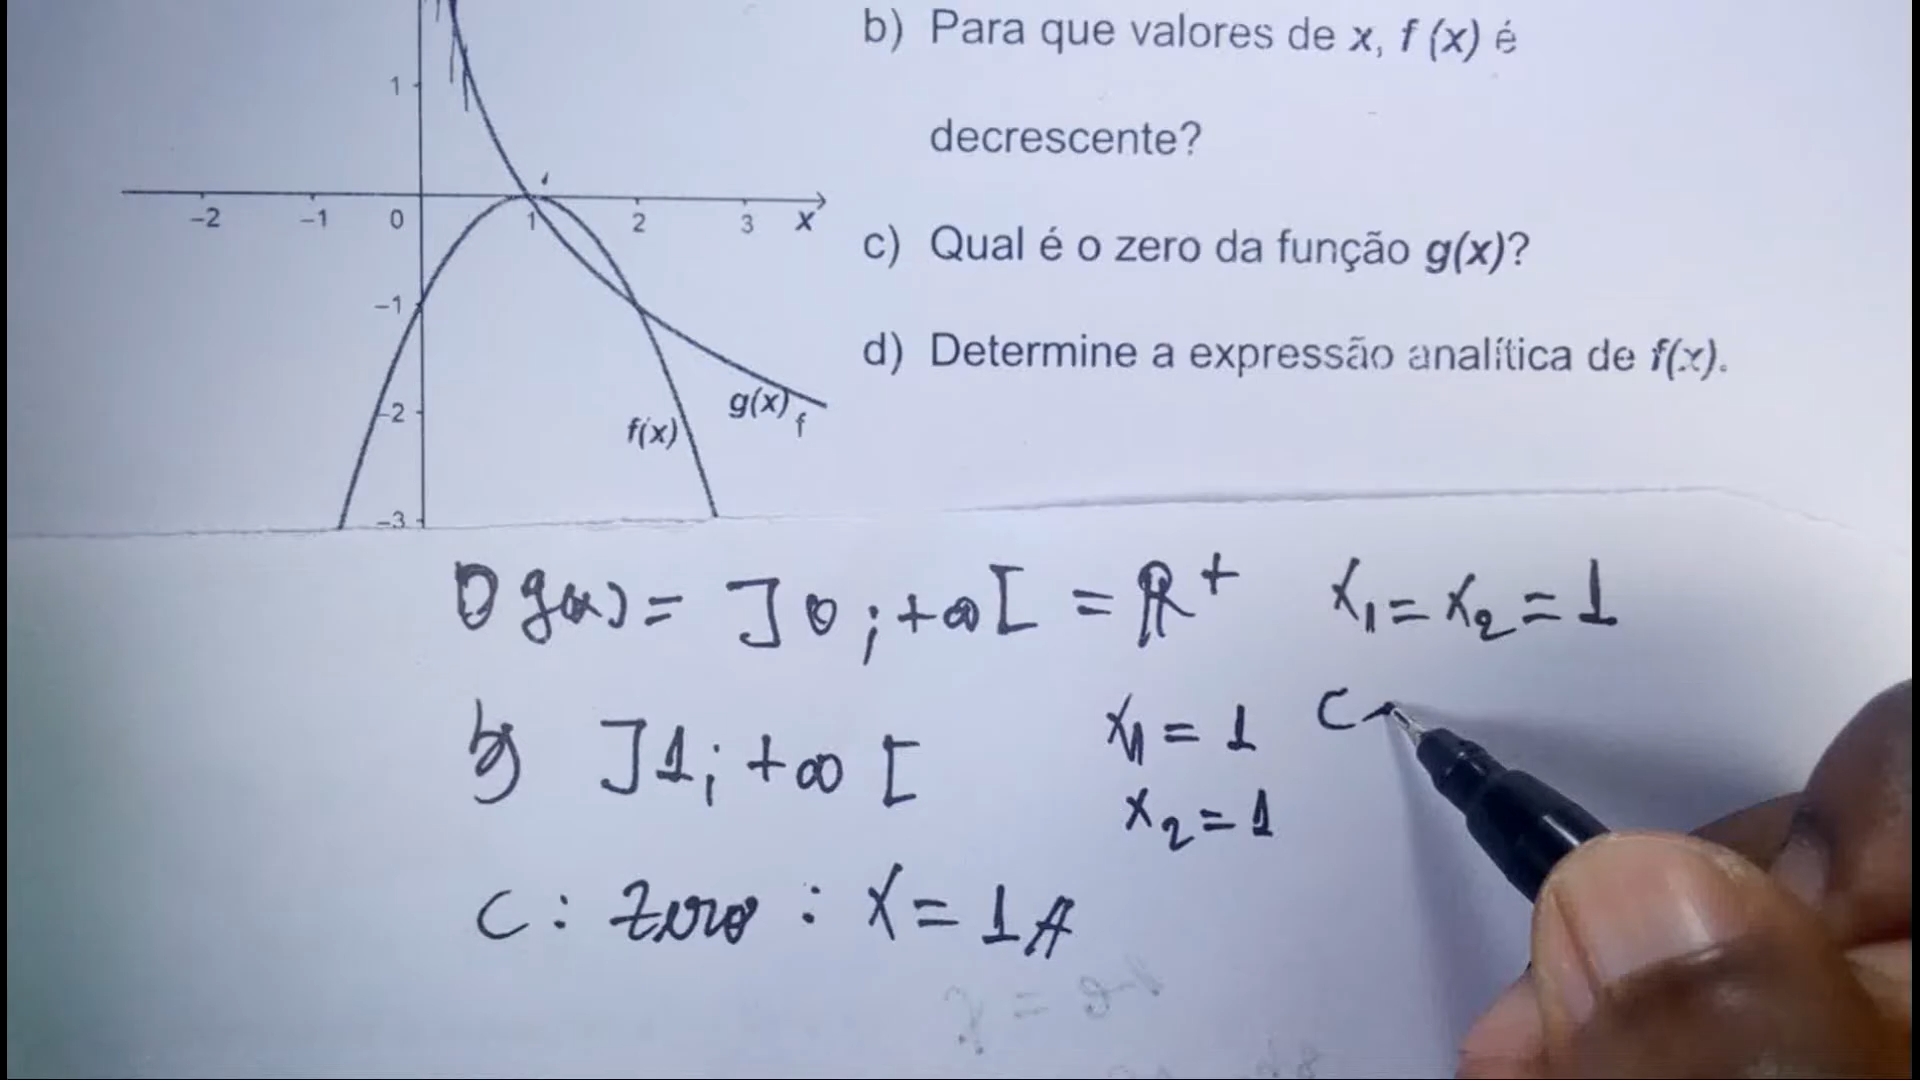 b) Para que valores de x, f (x) é
decrescente?
c) Qual é o zero da função g(x)?
d) Determine a expressão analítica de f(x).
1
-2 -1 0 1 2 3 x
-1
-2
-3
f(x)
g(x) f
D g(x) = ]0 ; +∞[ = R⁺ x₁ = x₂ = 1
b) ]1; +∞ [
x₁ = 1 C
x₂ = 1
C : Zero : x = 1